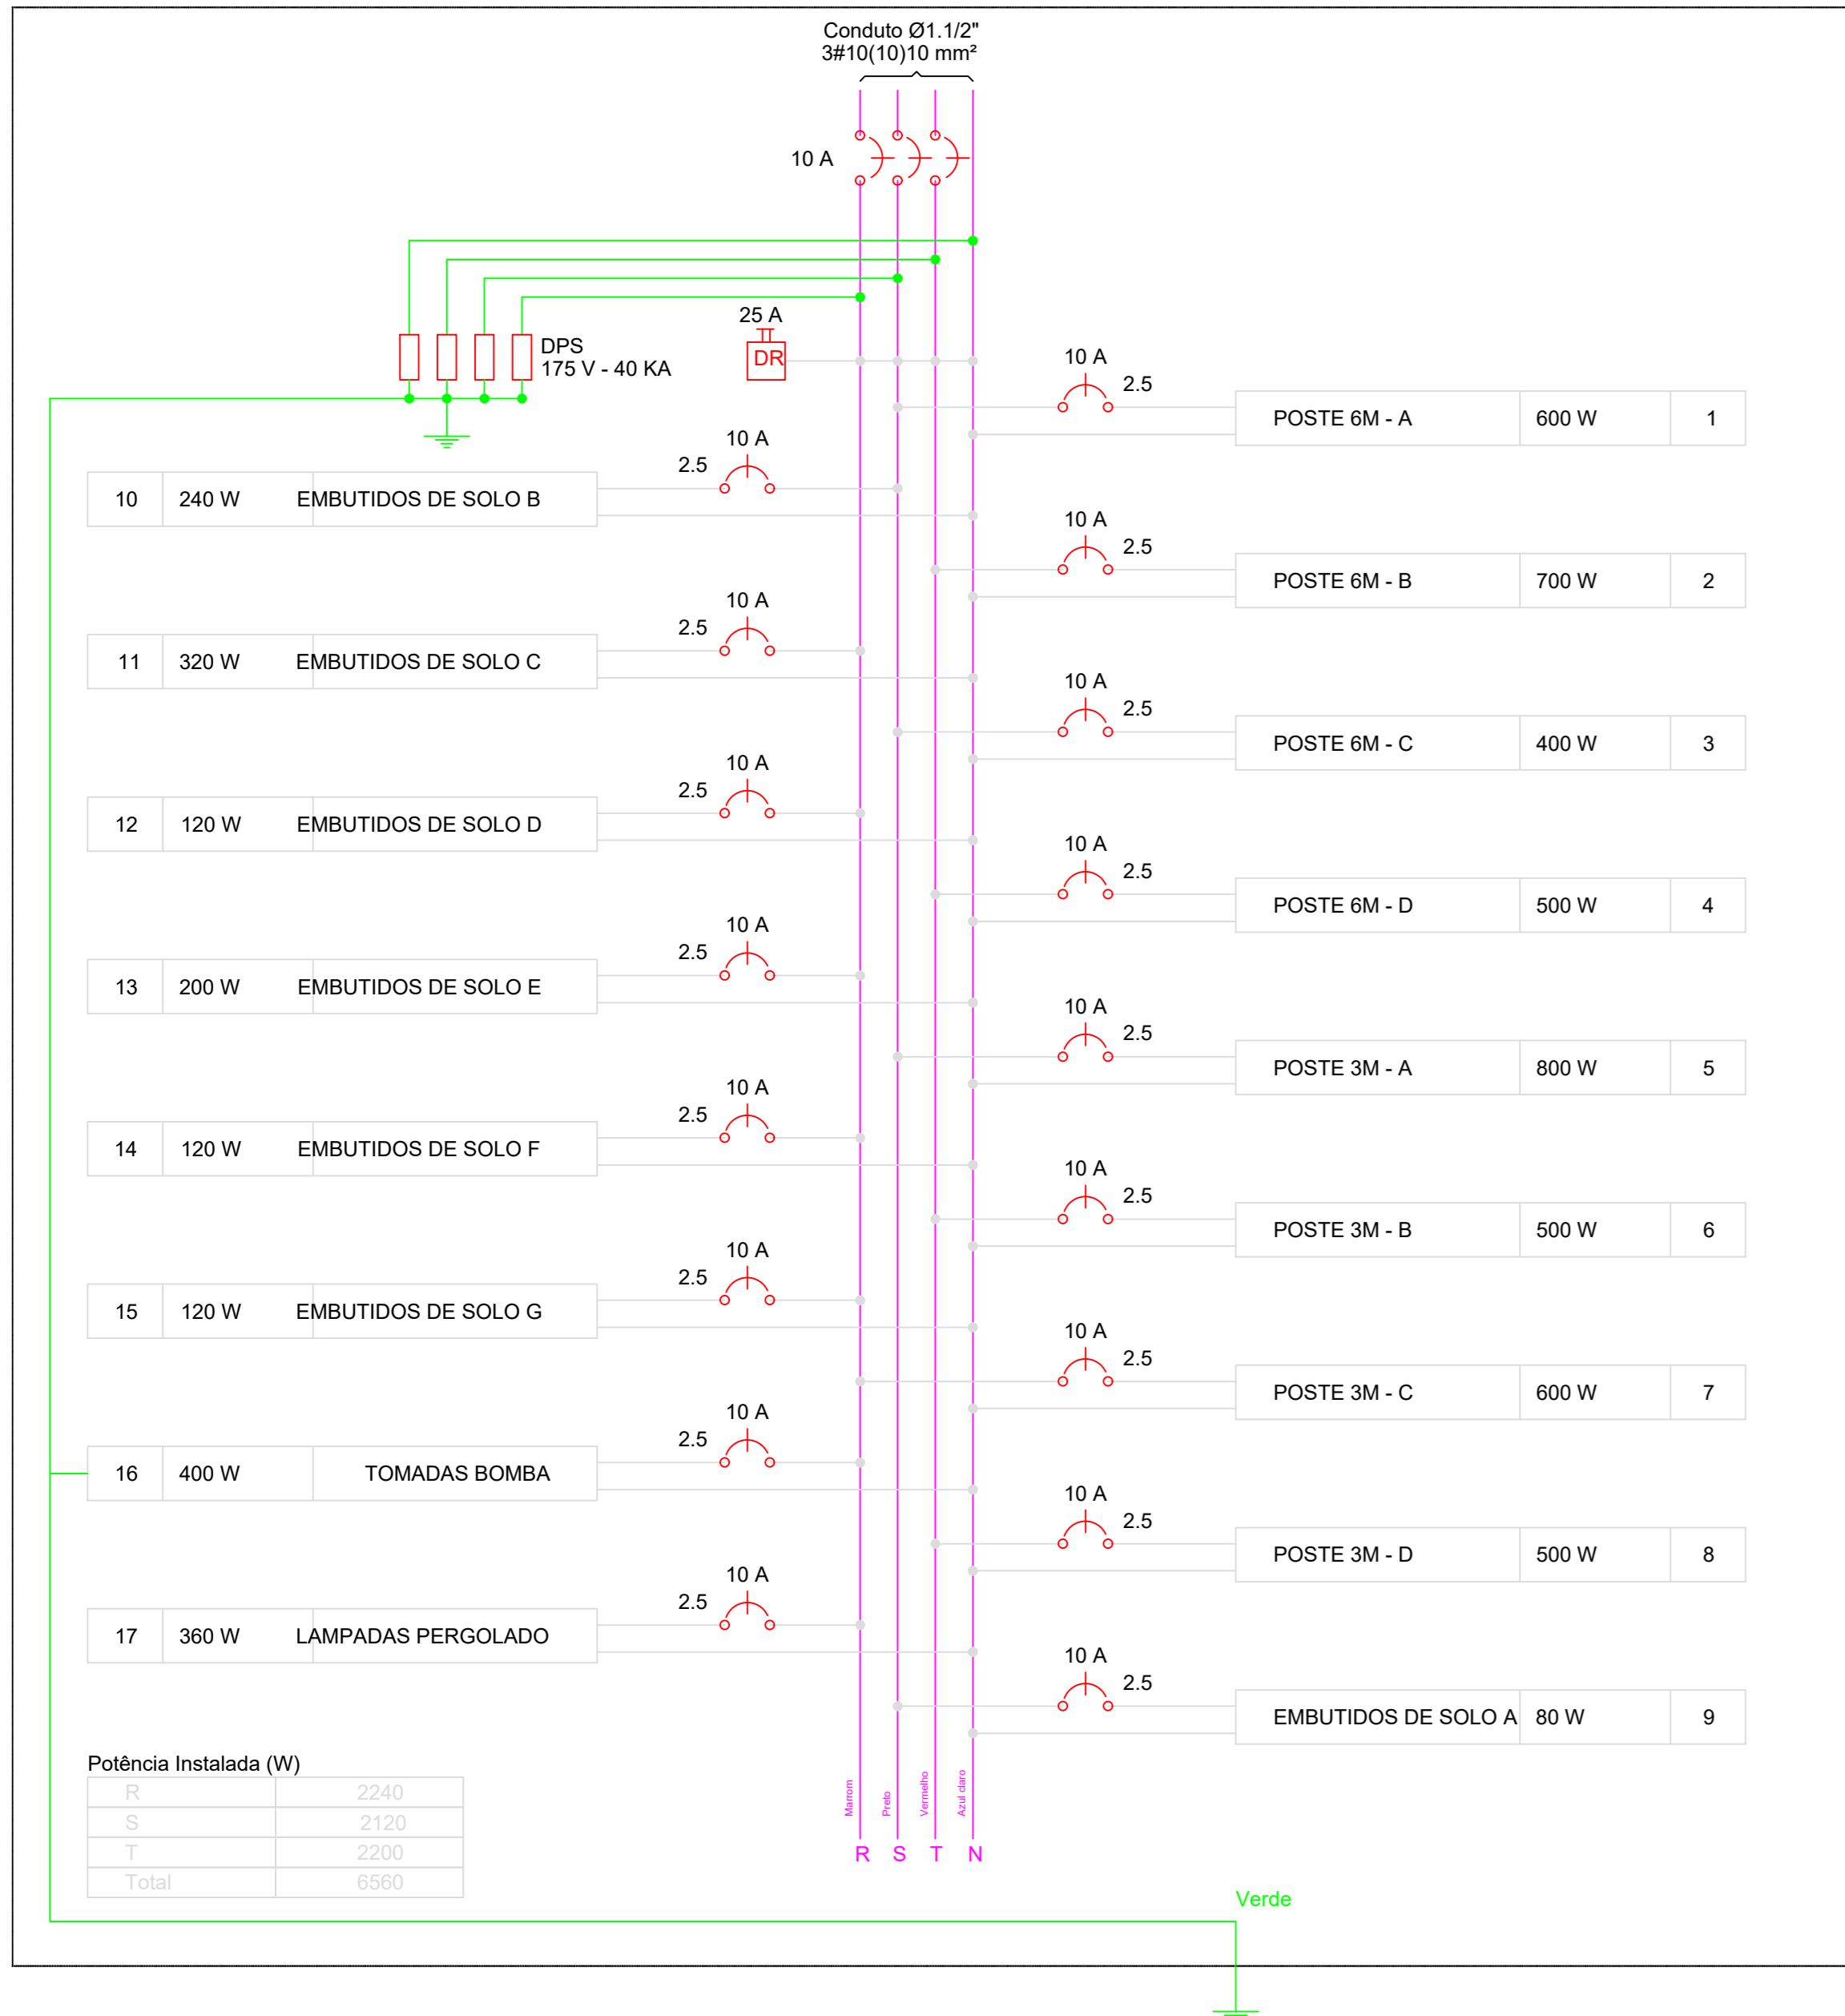 Conduto Ø1.1/2"
3#10(10)10 mm²
10 A
25 A
DR
DPS
175 V - 40 KA
10 A
2.5
POSTE 6M - A 600 W 1
10 A
2.5
10 240 W EMBUTIDOS DE SOLO B
10 A
2.5
POSTE 6M - B 700 W 2
10 A
2.5
11 320 W EMBUTIDOS DE SOLO C
10 A
2.5
POSTE 6M - C 400 W 3
10 A
2.5
12 120 W EMBUTIDOS DE SOLO D
10 A
2.5
POSTE 6M - D 500 W 4
10 A
2.5
13 200 W EMBUTIDOS DE SOLO E
10 A
2.5
POSTE 3M - A 800 W 5
10 A
2.5
14 120 W EMBUTIDOS DE SOLO F
10 A
2.5
POSTE 3M - B 500 W 6
10 A
2.5
15 120 W EMBUTIDOS DE SOLO G
10 A
2.5
POSTE 3M - C 600 W 7
10 A
2.5
16 400 W TOMADAS BOMBA
10 A
2.5
POSTE 3M - D 500 W 8
10 A
2.5
17 360 W LAMPADAS PERGOLADO
10 A
2.5
EMBUTIDOS DE SOLO A 80 W 9
Potência Instalada (W)
R 2240
S 2120
T 2200
Total 6560
Marrom
Preto
Vermelho
Azul claro
R S T N
Verde